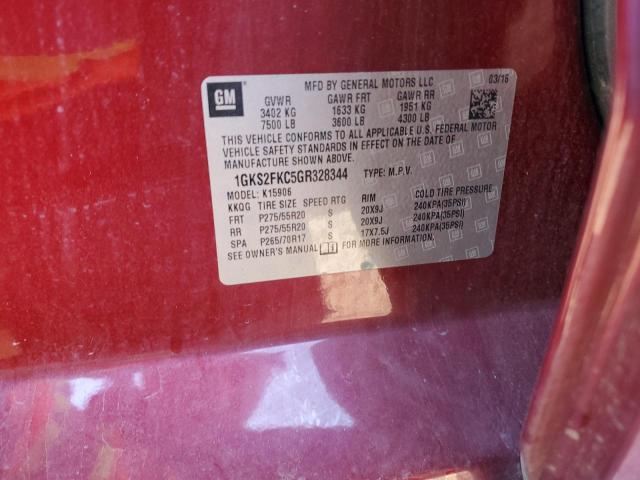 GM
MFD BY GENERAL MOTORS LLC 03/16
GVWR GAWR FRT GAWR RR
3402 KG 1633 KG 1951 KG
7500 LB 3600 LB 4300 LB
THIS VEHICLE CONFORMS TO ALL APPLICABLE U.S. FEDERAL MOTOR
VEHICLE SAFETY STANDARDS IN EFFECT ON THE DATE OF
MANUFACTURE SHOWN ABOVE.
1GKS2FKC5GR328344 TYPE: M.P.V.
MODEL: K15906
KKQG TIRE SIZE SPEED RTG RIM COLD TIRE PRESSURE
FRT P275/55R20 S 20X9J 240KPA(35PSI)
RR P275/55R20 S 20X9J 240KPA(35PSI)
SPA P265/70R17 S 17X7.5J 240KPA(35PSI)
SEE OWNER'S MANUAL FOR MORE INFORMATION.